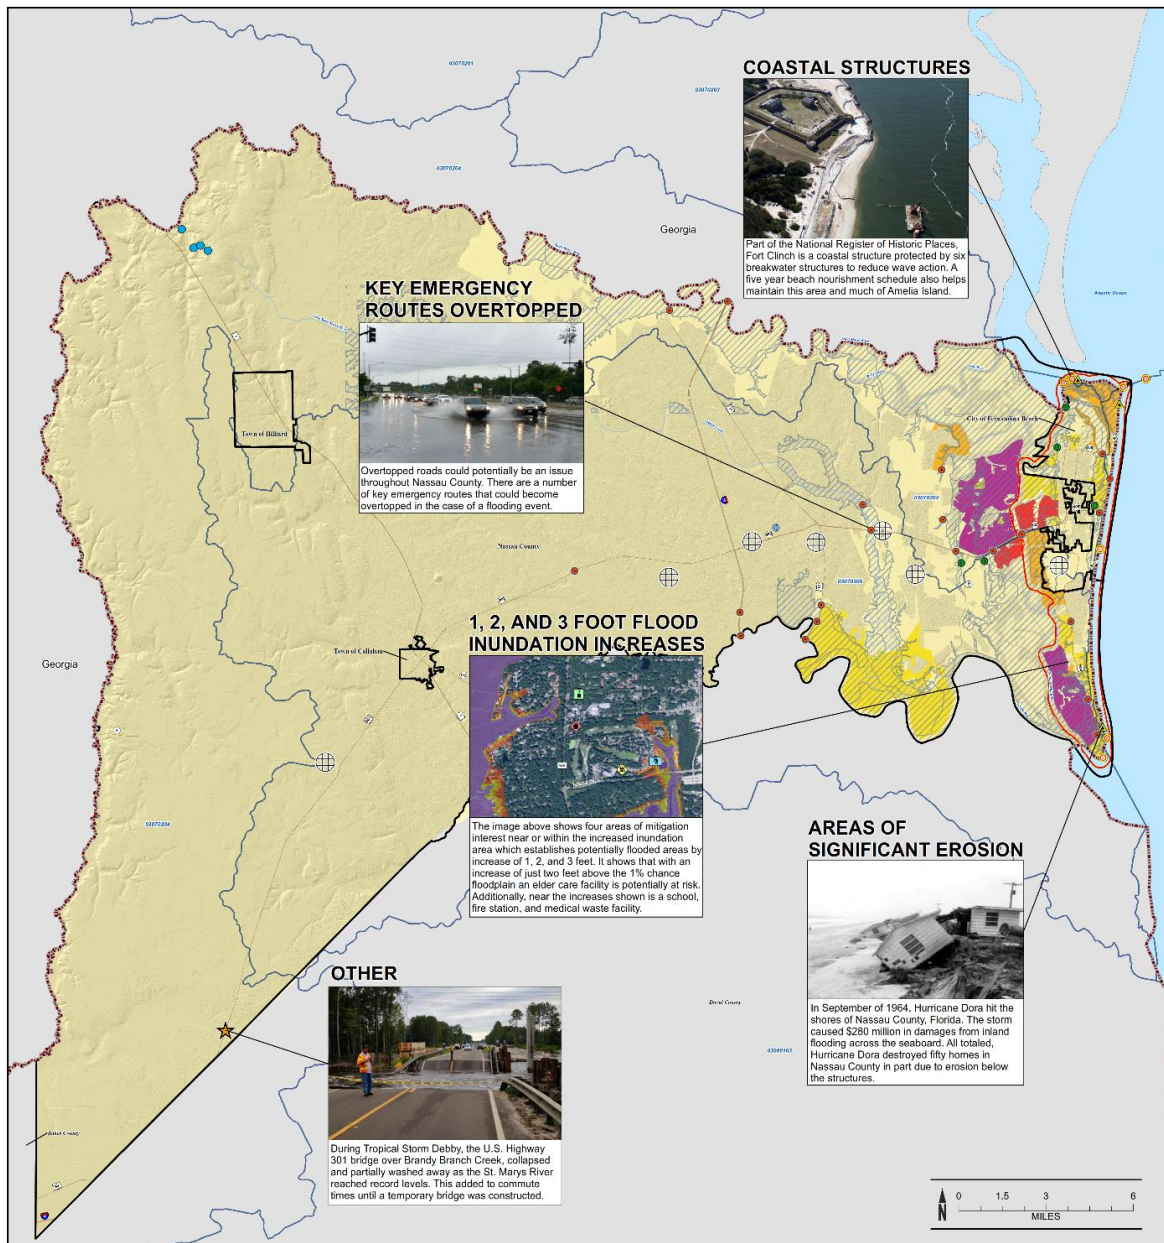 03070201
03070203
COASTAL STRUCTURES
03070204
Georgia
Part of the National Register of Historic Places,
Fort Clinch is a coastal structure protected by six
breakwater structures to reduce wave action. A
five year beach nourishment schedule also helps
maintain this area and much of Amelia Island.
Atlantic Ocean
KEY EMERGENCY
ROUTES OVERTOPPED
Overtopped roads could potentially be an issue
throughout Nassau County. There are a number
of key emergency routes that could become
overtopped in the case of a flooding event.
Town of Hilliard
City of Fernandina Beach
03070204
Nassau County
03070205
1, 2, AND 3 FOOT FLOOD
INUNDATION INCREASES
Town of Callahan
Georgia
The image above shows four areas of mitigation
interest near or within the increased inundation
area which establishes potentially flooded areas by
increase of 1, 2, and 3 feet. It shows that with an
increase of just two feet above the 1% chance
floodplain an elder care facility is potentially at risk.
Additionally, near the increases shown is a school,
fire station, and medical waste facility.
03070204
AREAS OF
SIGNIFICANT EROSION
In September of 1964, Hurricane Dora hit the
shores of Nassau County, Florida. The storm
caused $280 million in damages from inland
flooding across the seaboard. All totaled,
Hurricane Dora destroyed fifty homes in
Nassau County in part due to erosion below
the structures.
OTHER
During Tropical Storm Debby, the U.S. Highway
301 bridge over Brandy Branch Creek, collapsed
and partially washed away as the St. Marys River
reached record levels. This added to commute
times until a temporary bridge was constructed.
Duval County
03080103
Baker County
N
0 1.5 3 6
MILES